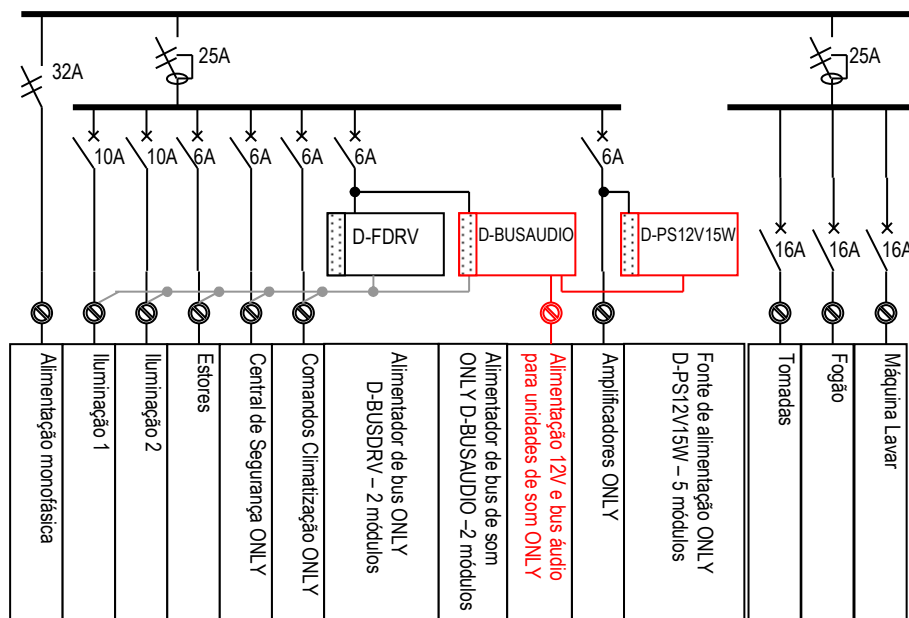 25A
25A
32A
10A
10A
6A
6A
6A
6A
6A
D-FDRV
D-BUSAUDIO
D-PS12V15W
16A
16A
16A
Alimentação monofásica
Iluminação 1
Iluminação 2
Estores
Central de Segurança ONLY
Comandos Climatização ONLY
Alimentador de bus ONLY
D-BUSDRV – 2 módulos
Alimentador de bus de som
ONLY D-BUSAUDIO –2 módulos
Alimentação 12V e bus áudio
para unidades de som ONLY
Amplificadores ONLY
Fonte de alimentação ONLY
D-PS12V15W – 5 módulos
Tomadas
Fogão
Máquina Lavar